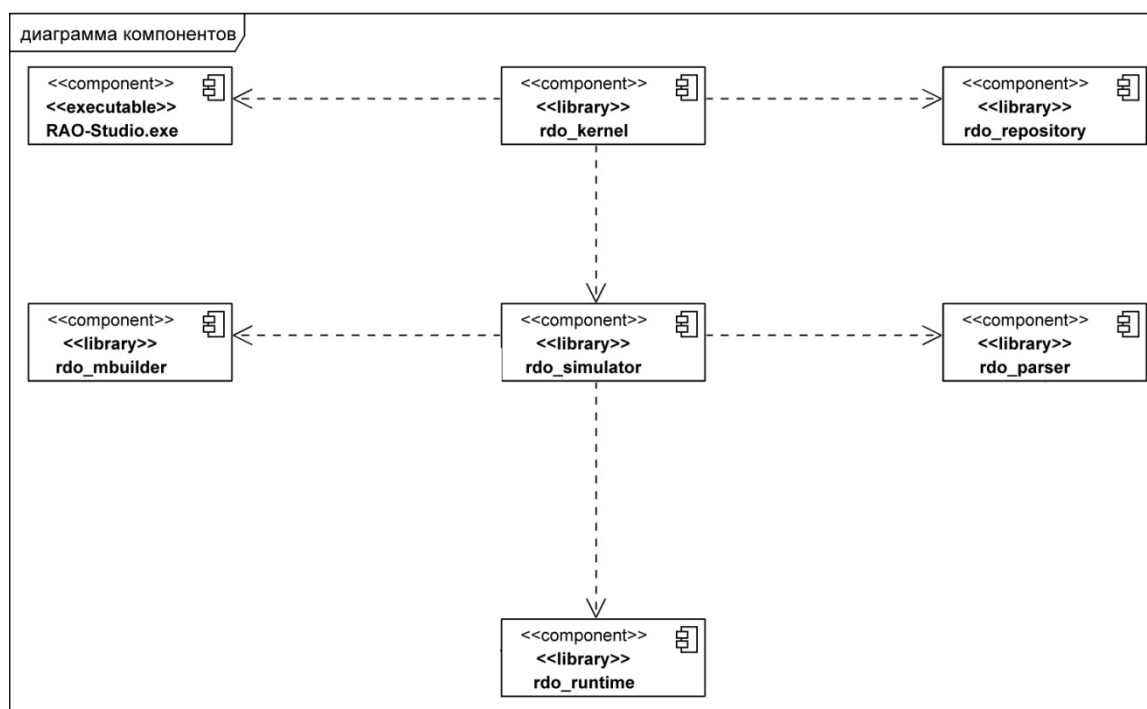 диаграмма компонентов
<<component>>
<<executable>>
RAO-Studio.exe
<<component>>
<<library>>
rdo_kernel
<<component>>
<<library>>
rdo_repository
<<component>>
<<library>>
rdo_mbuilder
<<component>>
<<library>>
rdo_simulator
<<component>>
<<library>>
rdo_parser
<<component>>
<<library>>
rdo_runtime